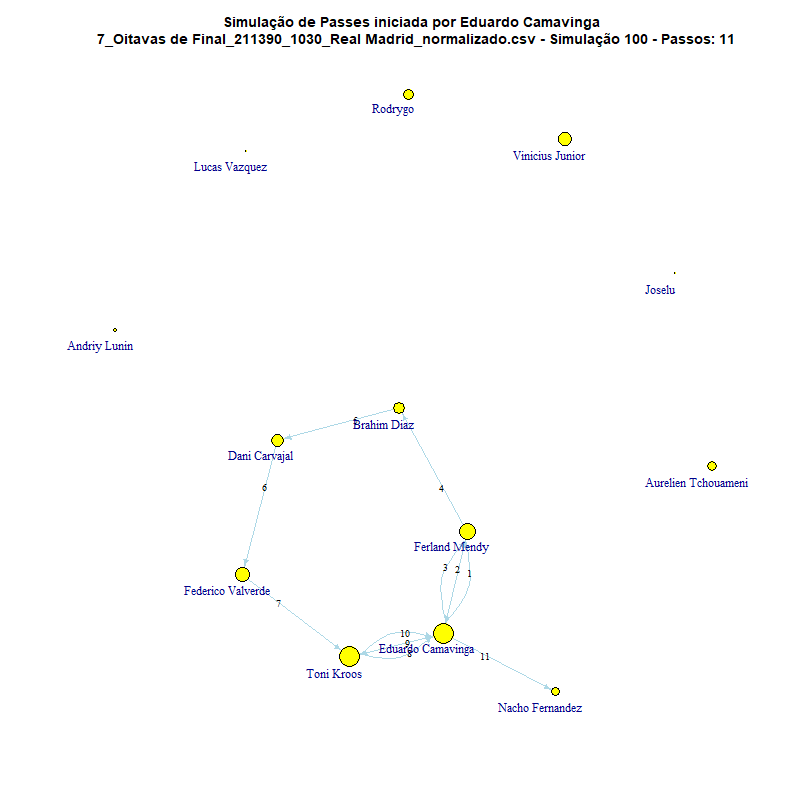 Simulação de Passes iniciada por Eduardo Camavinga
7_Oitavas de Final_211390_1030_Real Madrid_normalizado.csv - Simulação 100 - Passos: 11
Rodrygo
Vinicius Junior
Lucas Vazquez
Joselu
Andriy Lunin
5
Brahim Diaz
Dani Carvajal
Aurelien Tchouameni
6
4
Ferland Mendy
3
2
1
Federico Valverde
7
10
9
8
Eduardo Camavinga
11
Toni Kroos
Nacho Fernandez